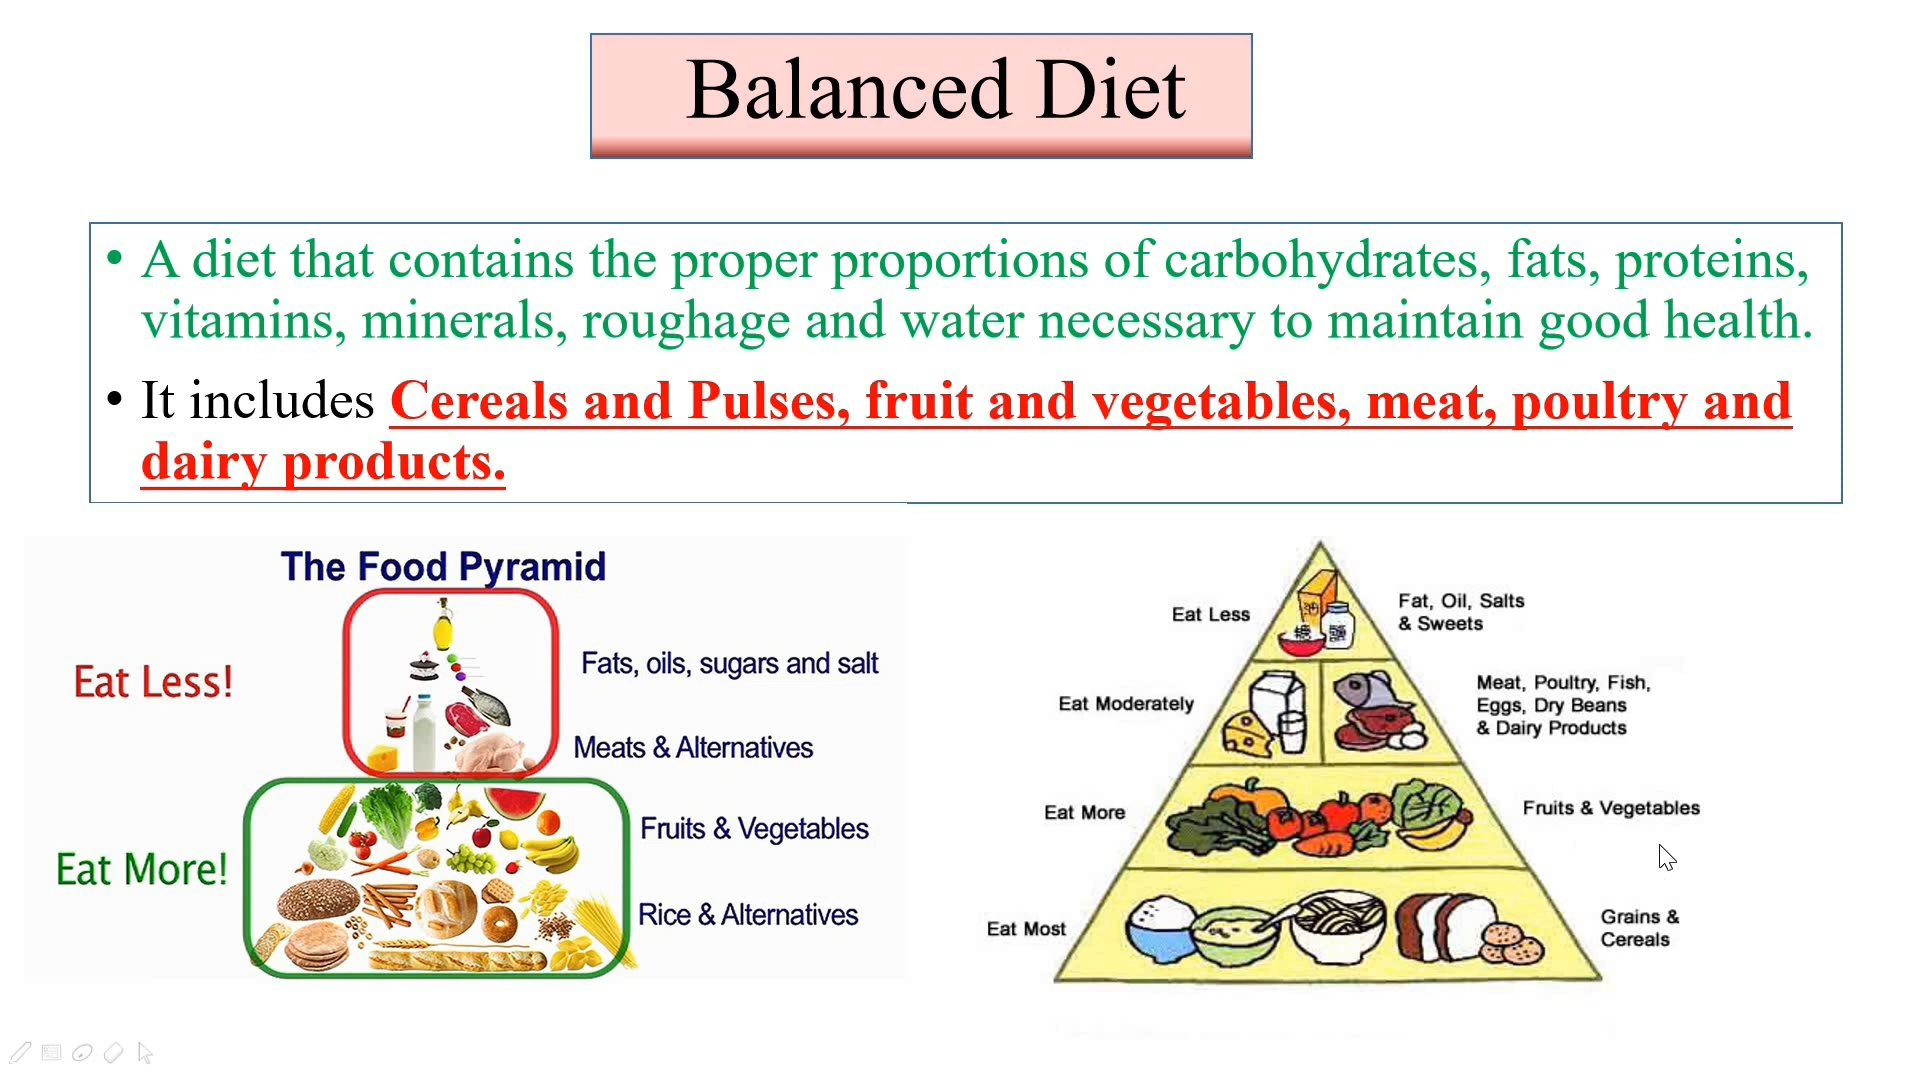 Balanced Diet
• A diet that contains the proper proportions of carbohydrates, fats, proteins,
vitamins, minerals, roughage and water necessary to maintain good health.
• It includes Cereals and Pulses, fruit and vegetables, meat, poultry and
dairy products.
The Food Pyramid
Eat Less!
Fats, oils, sugars and salt
Meats & Alternatives
Eat More!
Fruits & Vegetables
Rice & Alternatives
Eat Less
油
糖
鹽
Fat, Oil, Salts
& Sweets
Eat Moderately
Meat, Poultry, Fish,
Eggs, Dry Beans
& Dairy Products
Eat More
Fruits & Vegetables
Eat Most
Grains &
Cereals